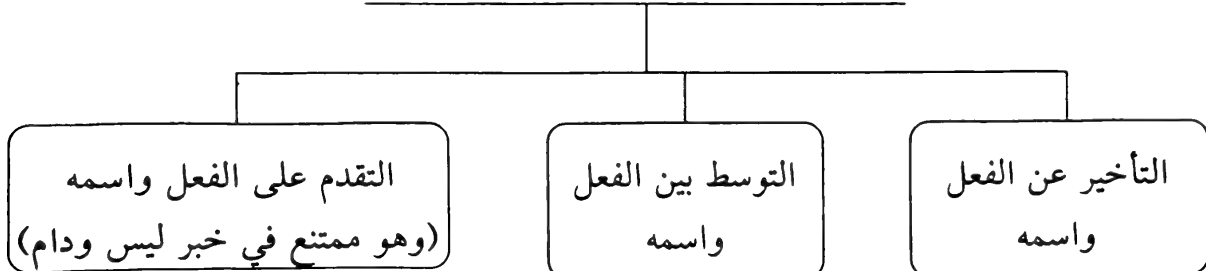 التأخير عن الفعل
واسمه
التوسط بين الفعل
واسمه
التقدم على الفعل واسمه
(وهو ممتنع في خبر ليس ودام)